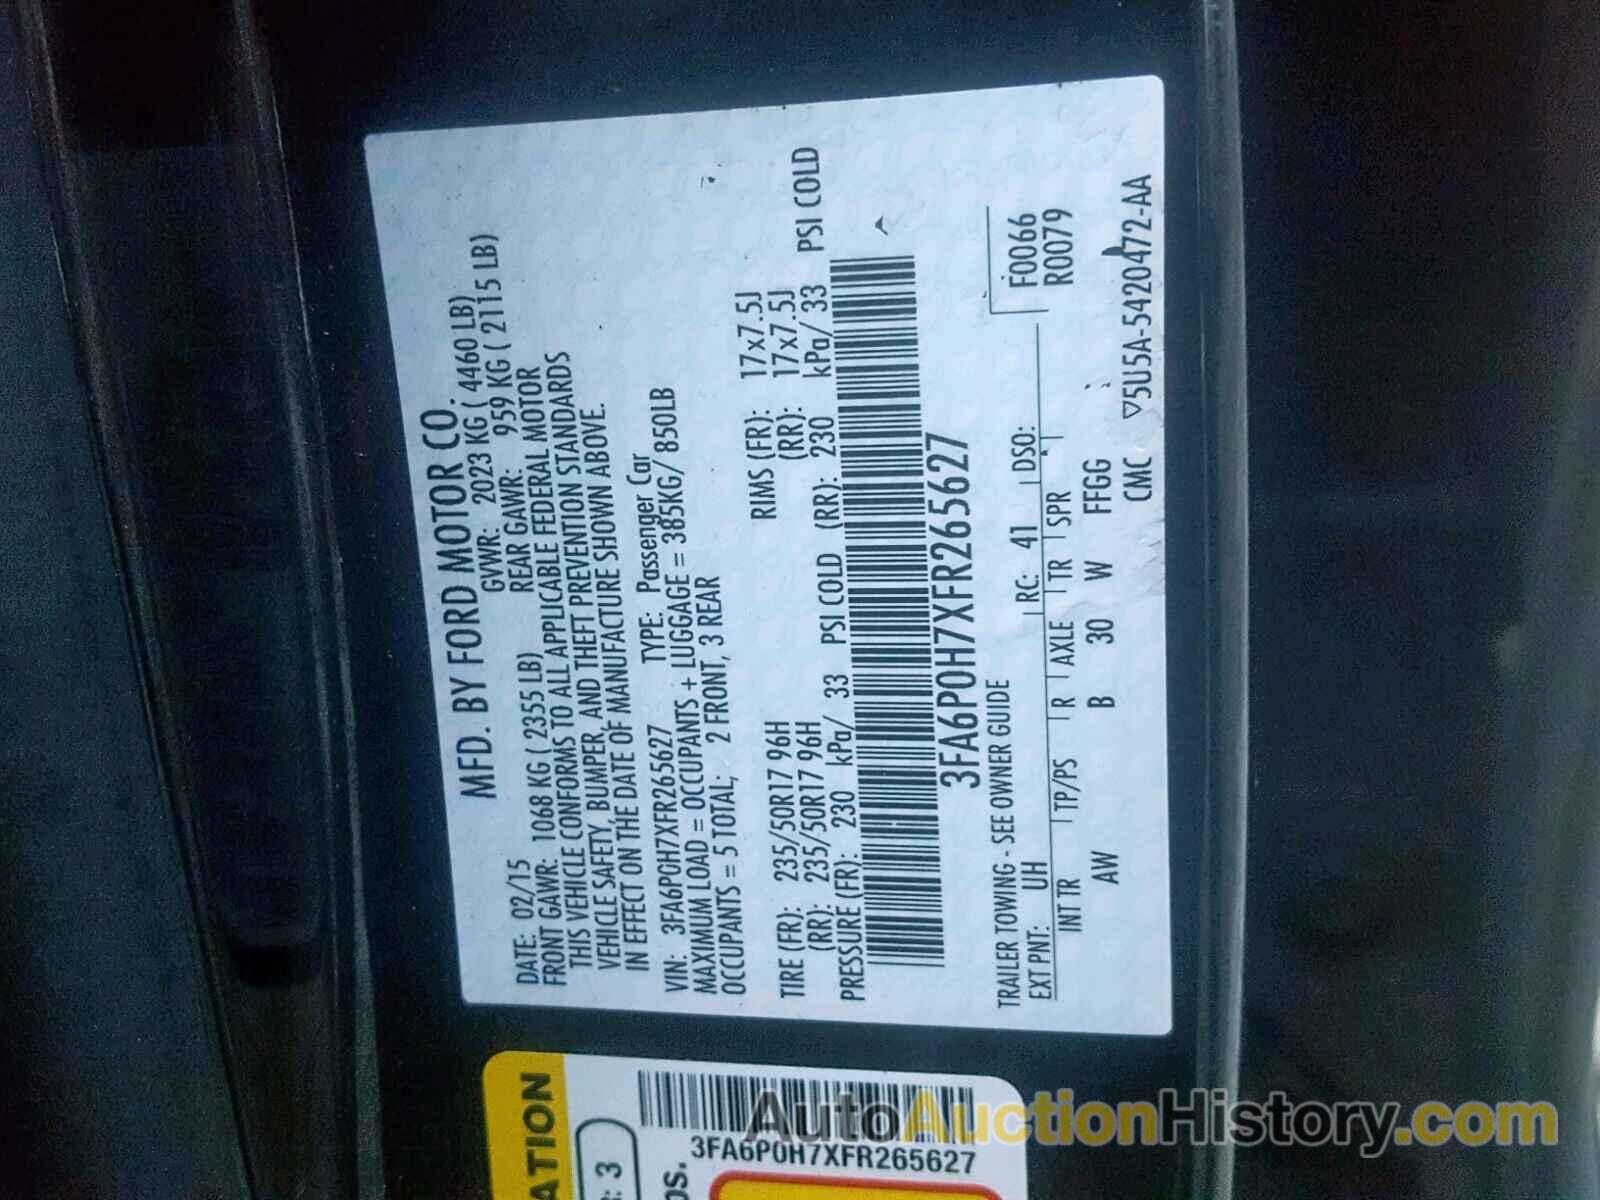 MFD. BY FORD MOTOR CO.
DATE: 02/15 GVWR: 2023 KG ( 4460 LB)
FRONT GAWR: 1068 KG ( 2355 LB) REAR GAWR: 959 KG ( 2115 LB)
THIS VEHICLE CONFORMS TO ALL APPLICABLE FEDERAL MOTOR
VEHICLE SAFETY, BUMPER, AND THEFT PREVENTION STANDARDS
IN EFFECT ON THE DATE OF MANUFACTURE SHOWN ABOVE.
VIN: 3FA6P0H7XFR265627 TYPE: Passenger Car
MAXIMUM LOAD = OCCUPANTS + LUGGAGE = 385KG/ 850LB
OCCUPANTS = 5 TOTAL; 2 FRONT, 3 REAR
TIRE (FR): 235/50R17 96H RIMS (FR): 17x7.5J
(RR): 235/50R17 96H (RR): 17x7.5J
PRESSURE (FR): 230 kPa/ 33 PSI COLD (RR): 230 kPa/ 33 PSI COLD
3FA6P0H7XFR265627
TRAILER TOWING - SEE OWNER GUIDE
EXT PNT: UH RC: 41 DSO: F0066
R0079
INT TR TP/PS R AXLE TR SPR
AW B 30 W FFGG
CMC ▽5U5A-5420472-AA
ATION
: 3
OS.
3FA6P0H7XFR265627
AutoAuctionHistory.com